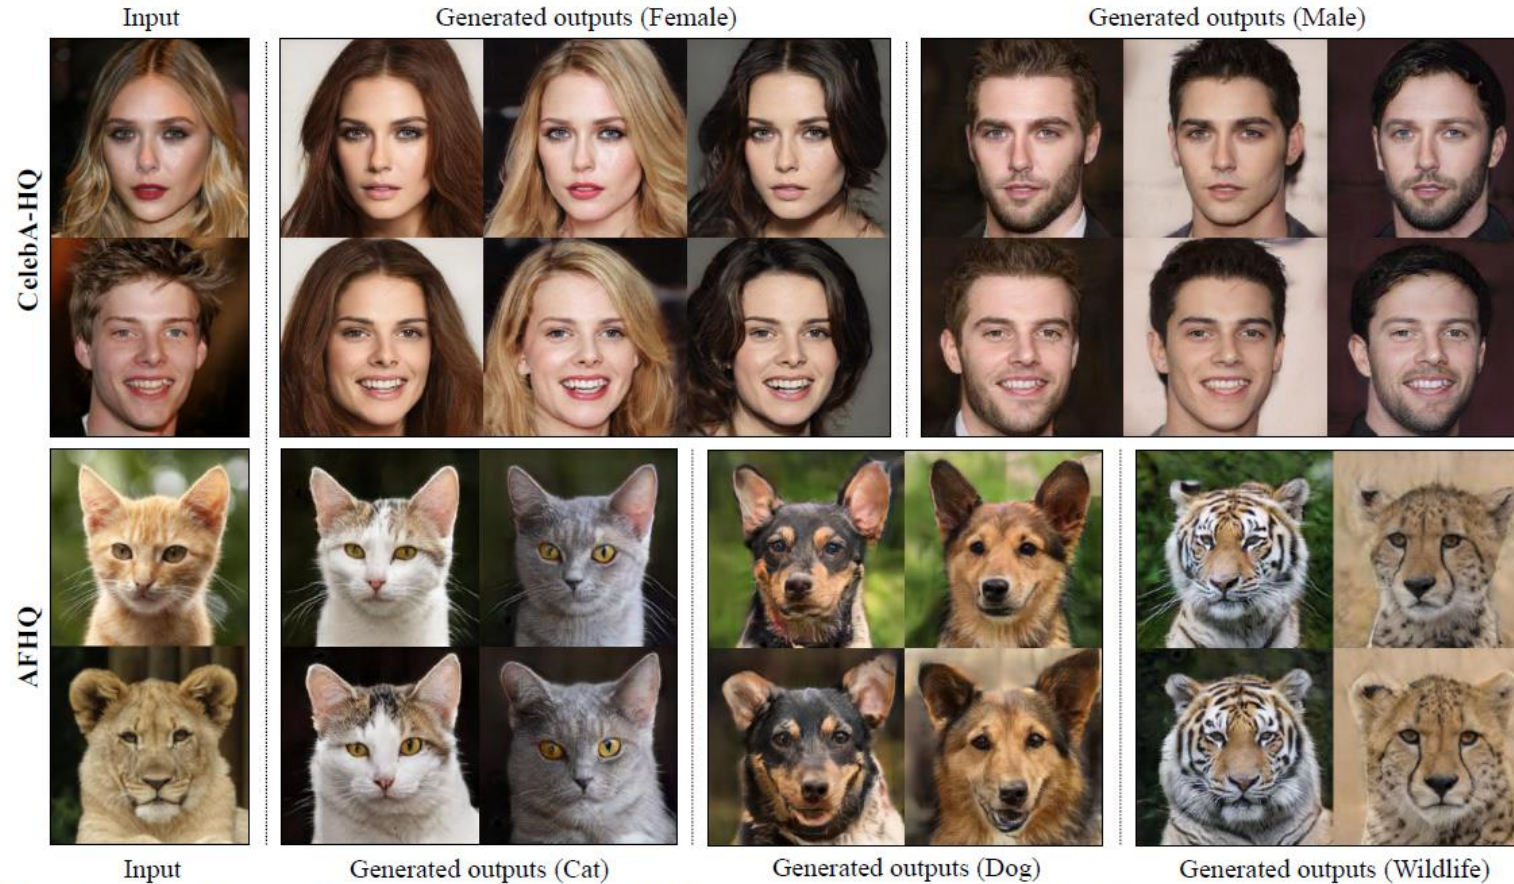 Input
Generated outputs (Female)
Generated outputs (Male)
CelebA-HQ
AFHQ
Input
Generated outputs (Cat)
Generated outputs (Dog)
Generated outputs (Wildlife)